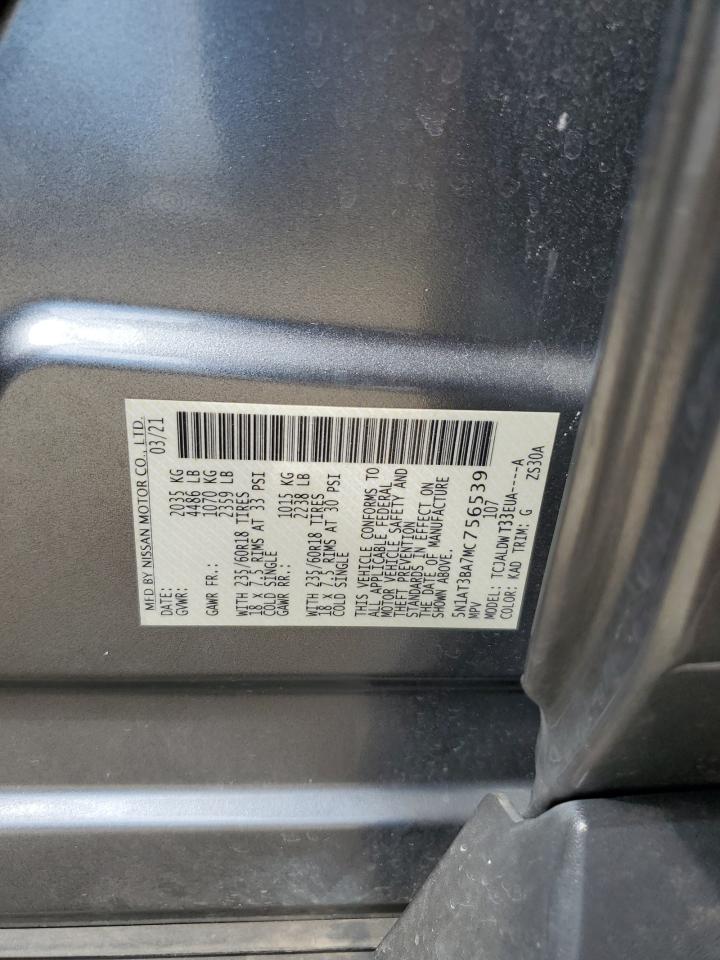 MFD BY NISSAN MOTOR CO., LTD.
DATE: 03/21
GVWR: 2035 KG
4486 LB
GAWR FR.: 1070 KG
2359 LB
WITH 235/60R18 TIRES
18 X 7.5 RIMS AT 33 PSI
COLD SINGLE
GAWR RR.: 1015 KG
2238 LB
WITH 235/60R18 TIRES
18 X 7.5 RIMS AT 30 PSI
COLD SINGLE
THIS VEHICLE CONFORMS TO
ALL APPLICABLE FEDERAL
MOTOR VEHICLE SAFETY AND
THEFT PREVENTION
STANDARDS IN EFFECT ON
THE DATE OF MANUFACTURE
SHOWN ABOVE.
5N1AT3BA7MC756539
MPV 107
MODEL: TCJALDW T33EUA----A
COLOR: KAD TRIM: G ZS30A